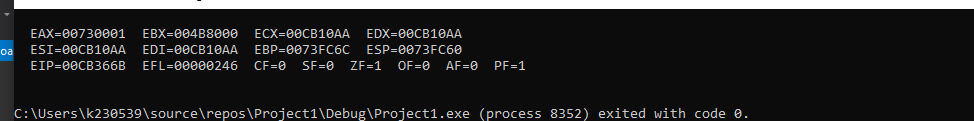 oa
EAX=00730001 EBX=004B8000 ECX=00CB10AA EDX=00CB10AA
ESI=00CB10AA EDI=00CB10AA EBP=0073FC6C ESP=0073FC60
EIP=00CB366B EFL=00000246 CF=0 SF=0 ZF=1 OF=0 AF=0 PF=1
C:\Users\k230539\source\repos\Project1\Debug\Project1.exe (process 8352) exited with code 0.